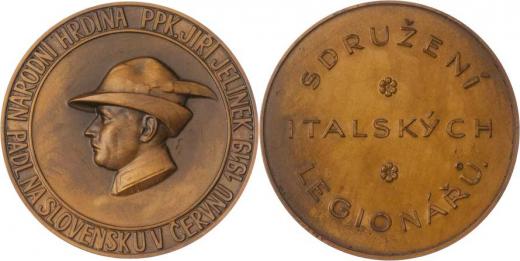 NÁRODNÍ HRDINA PPK. JIŘÍ JELÍNEK.
PADL NA SLOVENSKU V ČERVNU 1919.
SDRUŽENÍ
ITALSKÝCH
LEGIONÁŘŮ.